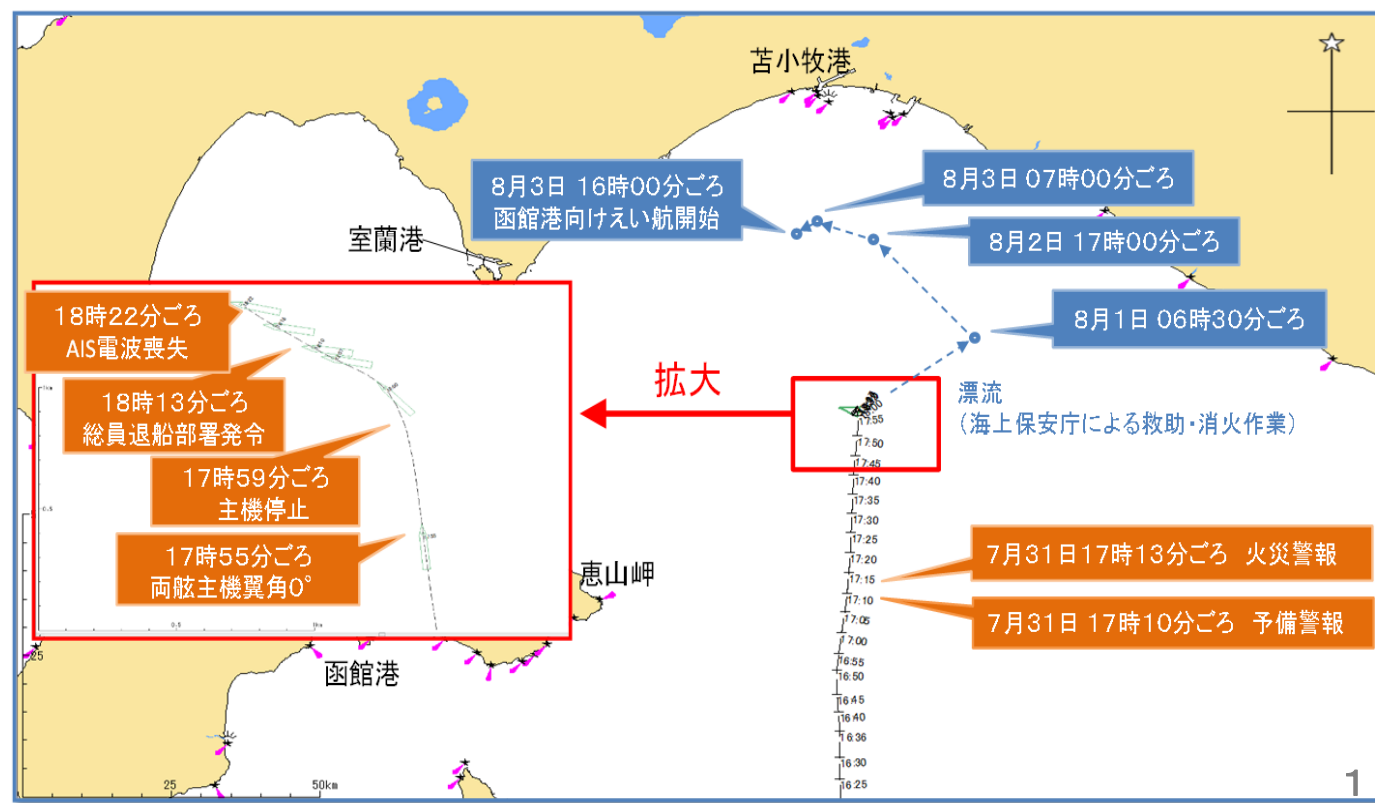 苫小牧港
8月3日 16時00分ごろ
函館港向けえい航開始
8月3日 07時00分ごろ
8月2日 17時00分ごろ
室蘭港
8月1日 06時30分ごろ
18時22分ごろ
AIS電波喪失
拡大
漂流
(海上保安庁による救助・消火作業)
18時13分ごろ
総員退船部署発令
1km
17時59分ごろ
主機停止
0.5
17時55分ごろ
両舷主機翼角0°
0.5
1km
17:55
17:50
17:45
17:40
17:35
17:30
17:25
17:20
17:15
17:10
17:05
17:00
16:55
16:50
16:45
16:40
16:36
16:30
16:25
7月31日17時13分ごろ 火災警報
7月31日 17時10分ごろ 予備警報
恵山岬
函館港
25
25
50km
1